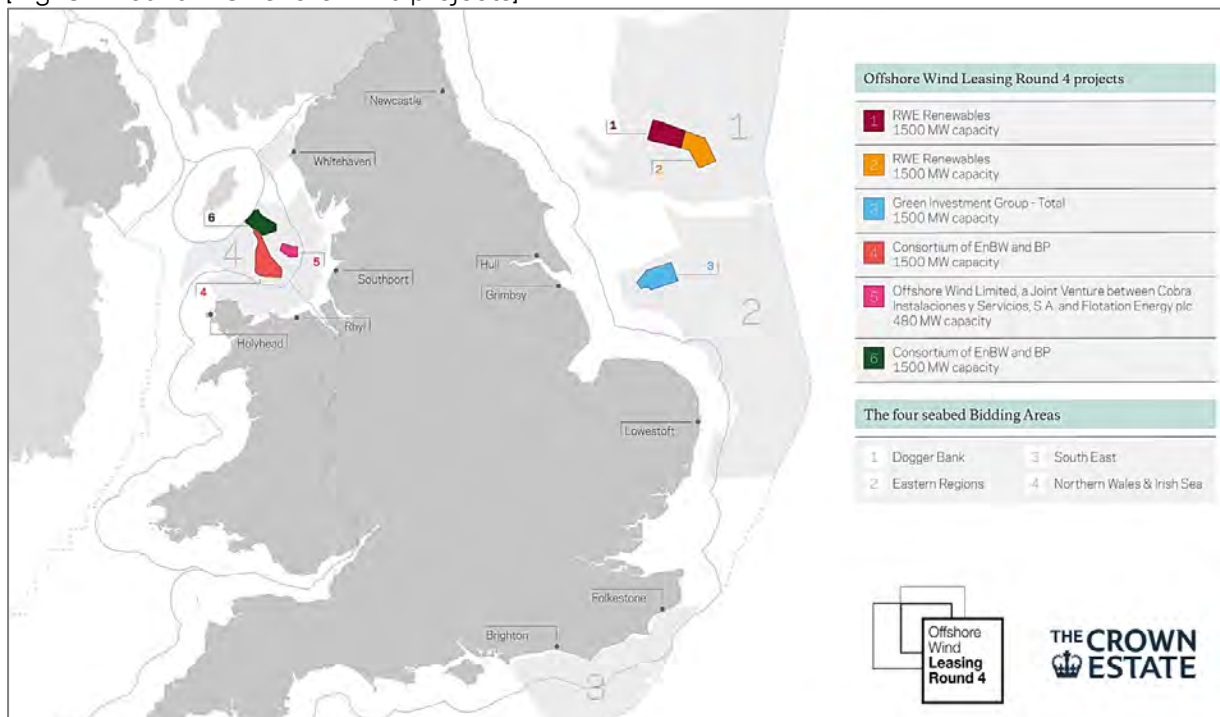 Newcastle
Whitehaven
1
1
2
6
4
5
4
Southport
Hull
Grimsby
3
2
Rhyl
Holyhead
Lowestoft
Folkestone
Brighton
3
Offshore Wind Leasing Round 4 projects
1 RWE Renewables
1500 MW capacity
2 RWE Renewables
1500 MW capacity
3 Green Investment Group - Total
1500 MW capacity
4 Consortium of EnBW and BP
1500 MW capacity
5 Offshore Wind Limited, a Joint Venture between Cobra
Instalaciones y Servicios, S.A. and Flotation Energy plc
480 MW capacity
6 Consortium of EnBW and BP
1500 MW capacity
The four seabed Bidding Areas
1 Dogger Bank
3 South East
2 Eastern Regions
4 Northern Wales & Irish Sea
Offshore
Wind
Leasing
Round 4
THE CROWN
ESTATE